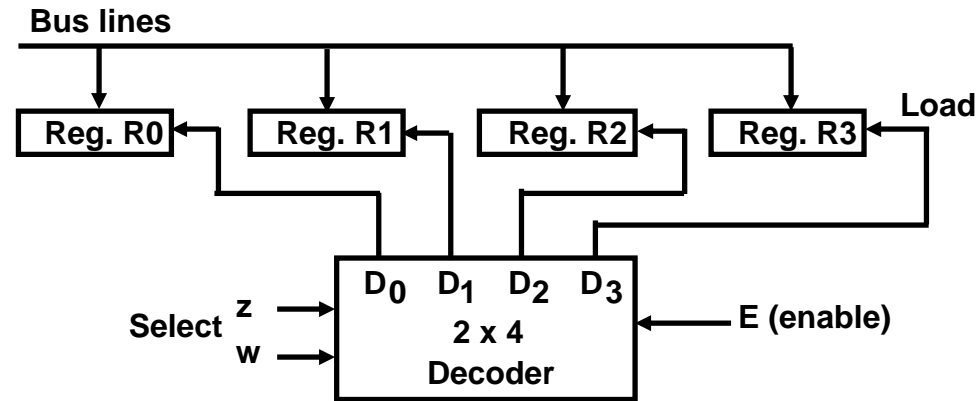 Bus lines
Load
Reg. R0 Reg. R1 Reg. R2 Reg. R3
D0 D1 D2 D3
z
Select
w
2 x 4
Decoder
E (enable)